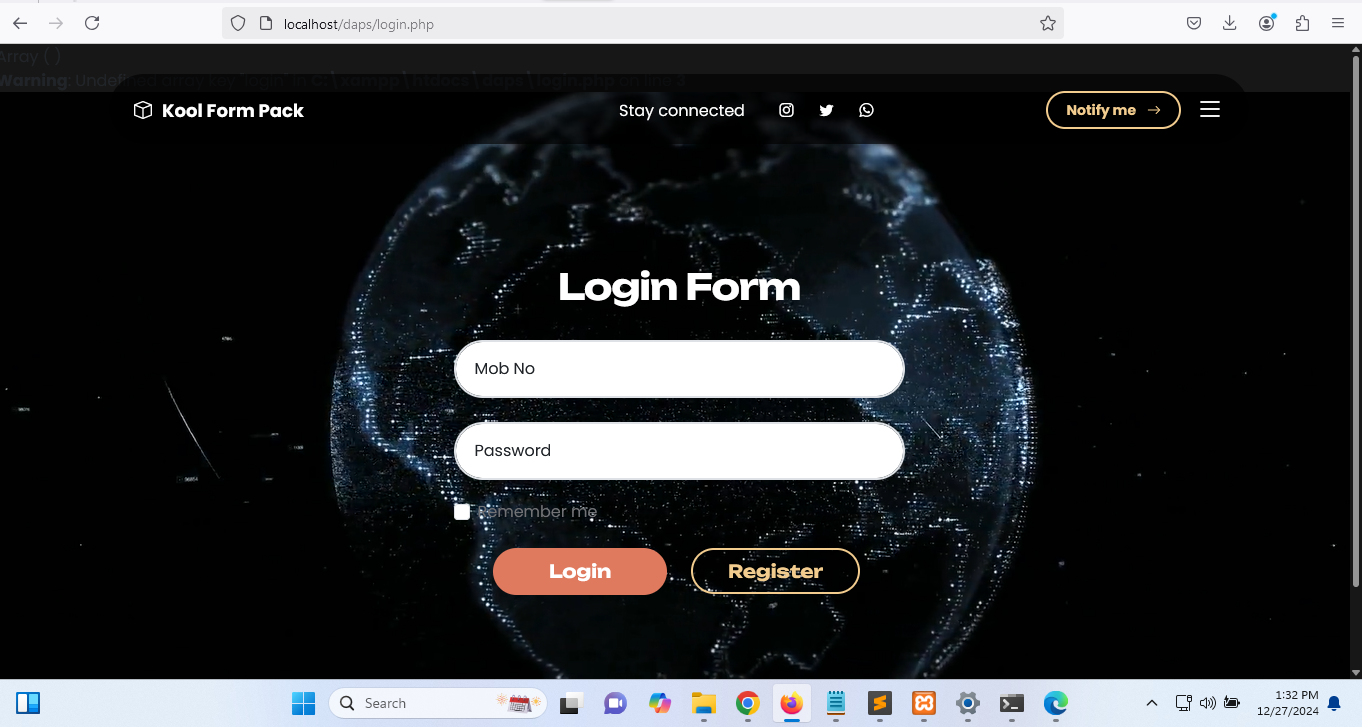 localhost/daps/login.php
Array ( )
Warning: Undefined array key "login" in C:\xampp\htdocs\daps\login.php on line 3
Kool Form Pack
Stay connected
Notify me
Login Form
Mob No
Password
Remember me
Login
Register
Search
1:32 PM
12/27/2024